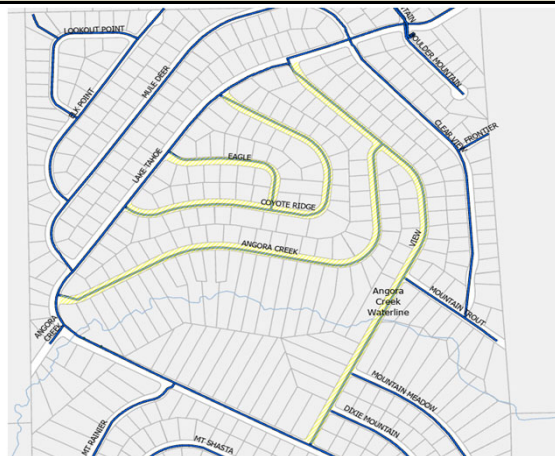 LOOKOUT POINT
BOULDER MOUNTAIN
MULE DEER
ELK POINT
CLEAR VIEW
FRONTIER
LAKE TAHOE
EAGLE
COYOTE RIDGE
ANGORA CREEK
VIEW
Angora
Creek
Waterline
MOUNTAIN TROUT
ANGORA
CREEK
MOUNTAIN MEADOW
DIXIE MOUNTAIN
MT RAINIER
MT SHASTA